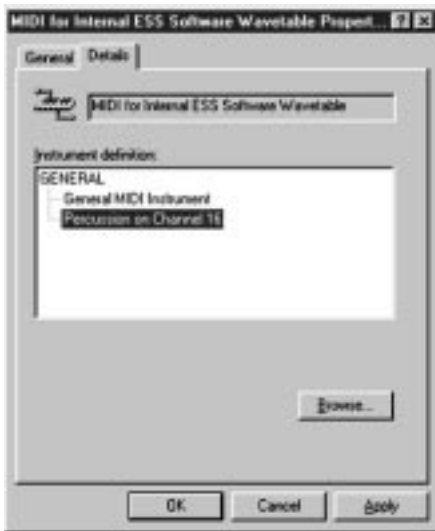 MIDI for Internal ESS Software Wavetable Propert...
General Details
MIDI for Internal ESS Software Wavetable
Instrument definition:
GENERAL
General MIDI Instrument
Percussion on Channel 16
Browse...
OK Cancel Apply